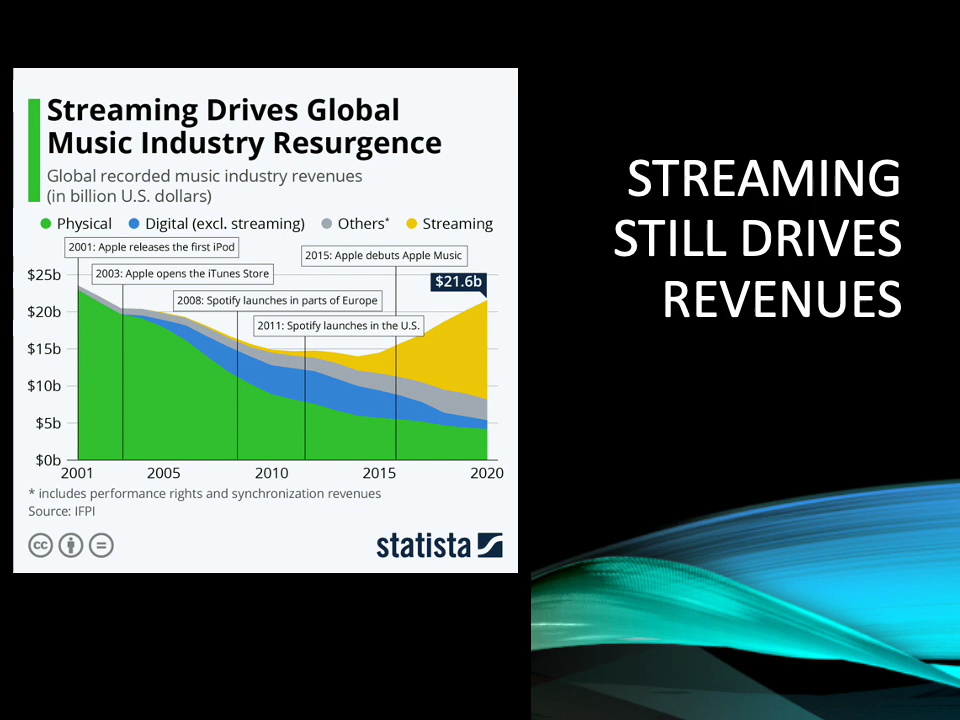 Streaming Drives Global
Music Industry Resurgence
Global recorded music industry revenues
(in billion U.S. dollars)
Physical Digital (excl. streaming) Others* Streaming
2001: Apple releases the first iPod
2015: Apple debuts Apple Music
2003: Apple opens the iTunes Store
$21.6b
2008: Spotify launches in parts of Europe
2011: Spotify launches in the U.S.
$25b
$20b
$15b
$10b
$5b
$0b
2001 2005 2010 2015 2020
* includes performance rights and synchronization revenues
Source: IFPI
cc
statista
STREAMING
STILL DRIVES
REVENUES